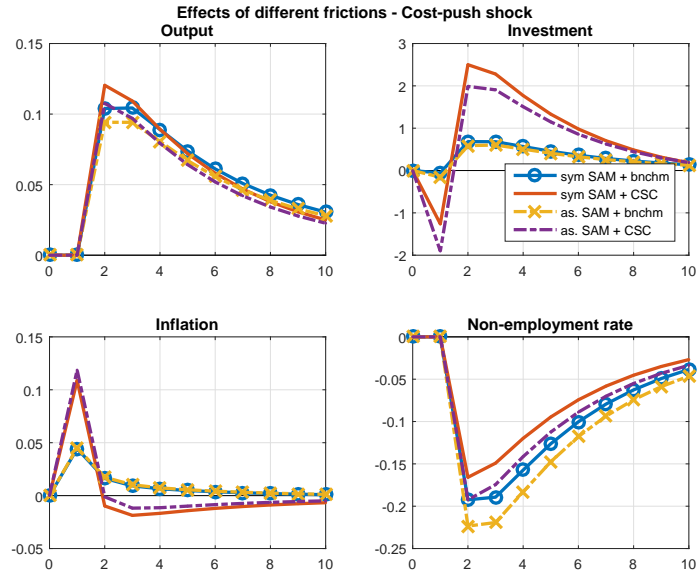 Effects of different frictions - Cost-push shock
Output
0.15
0.1
0.05
0
0 2 4 6 8 10
Investment
3
2
1
0
-1
-2
0 2 4 6 8 10
sym SAM + bnchm
sym SAM + CSC
as. SAM + bnchm
as. SAM + CSC
Inflation
0.15
0.1
0.05
0
-0.05
0 2 4 6 8 10
Non-employment rate
0
-0.05
-0.1
-0.15
-0.2
-0.25
0 2 4 6 8 10